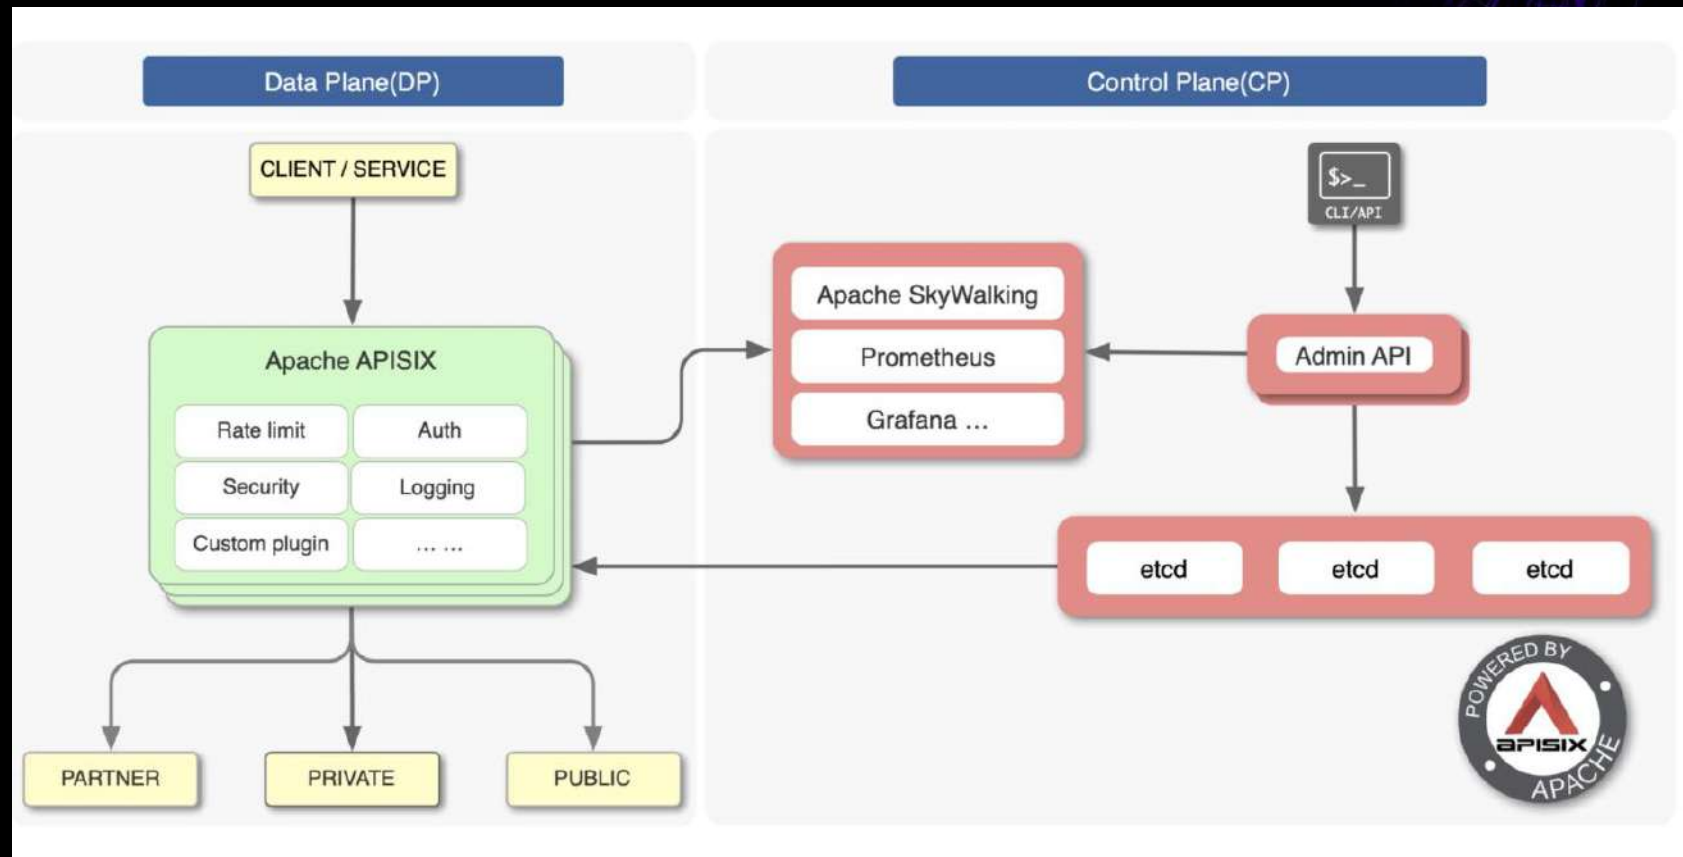 Data Plane(DP)
Control Plane(CP)
CLIENT / SERVICE
$>_
CLI/API
Apache SkyWalking
Prometheus
Grafana ...
Admin API
Apache APISIX
Rate limit
Auth
Security
Logging
Custom plugin
... ...
etcd
etcd
etcd
PARTNER
PRIVATE
PUBLIC
POWERED BY
APISIX
APACHE